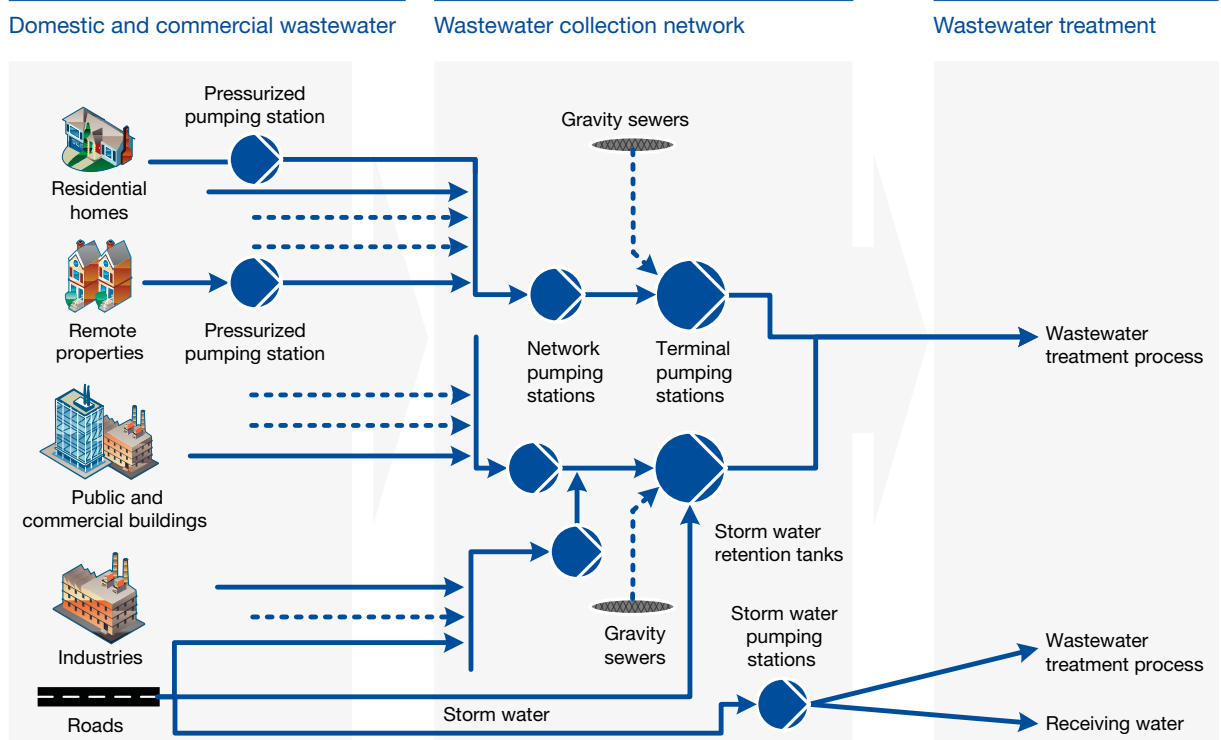 Domestic and commercial wastewater
Wastewater collection network
Wastewater treatment
Pressurized
pumping station
Gravity sewers
Residential
homes
Remote
properties
Pressurized
pumping station
Network
pumping
stations
Terminal
pumping
stations
Wastewater
treatment process
Public and
commercial buildings
Storm water
retention tanks
Industries
Gravity
sewers
Storm water
pumping
stations
Wastewater
treatment process
Roads
Storm water
Receiving water